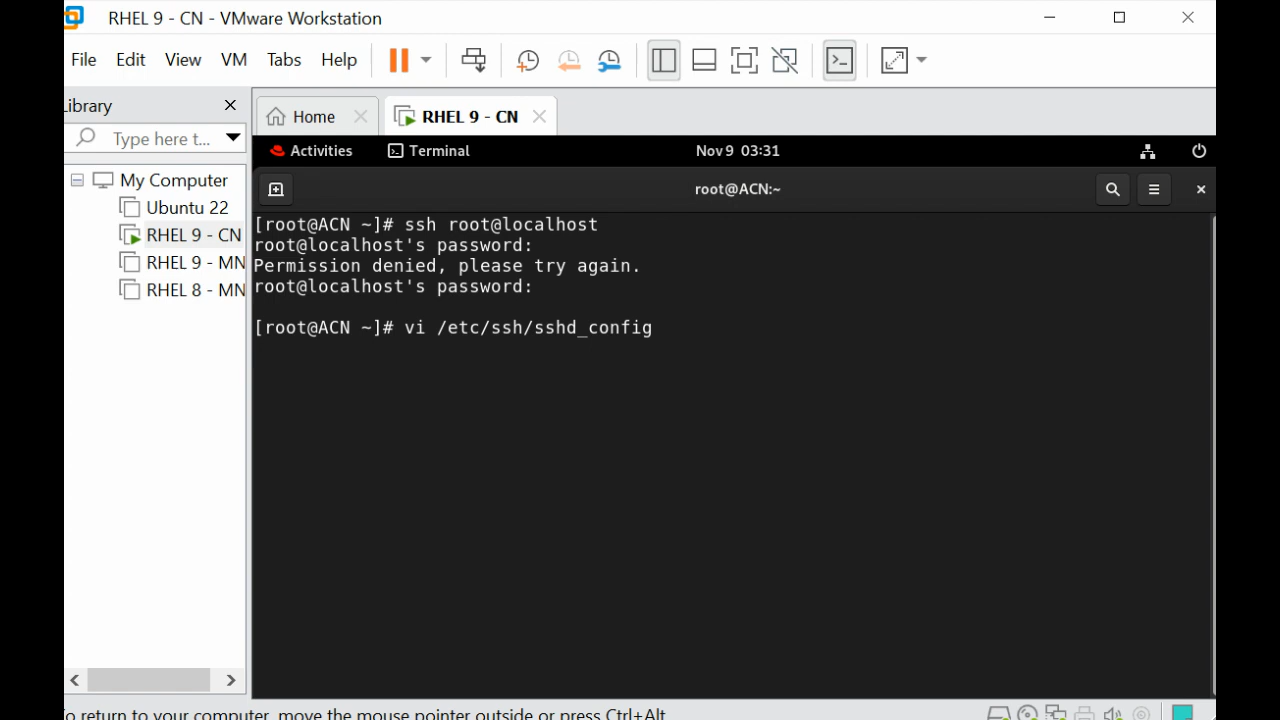 RHEL 9 - CN - VMware Workstation
File Edit View VM Tabs Help
Library
Type here t...
Home
RHEL 9 - CN
My Computer
Ubuntu 22
RHEL 9 - CN
RHEL 9 - MN
RHEL 8 - MN
Activities
Terminal
Nov 9 03:31
root@ACN:~
[root@ACN ~]# ssh root@localhost
root@localhost's password:
Permission denied, please try again.
root@localhost's password:
[root@ACN ~]# vi /etc/ssh/sshd_config
To return to your computer, move the mouse pointer outside or press Ctrl+Alt.